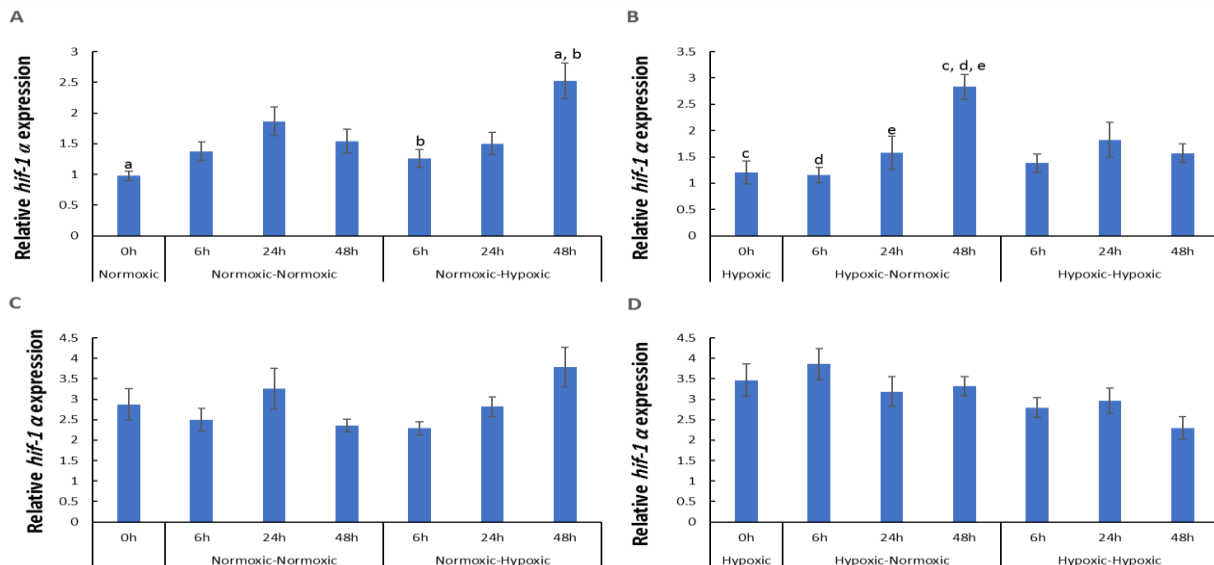 A
Relative hif-1 α expression
3
2.5
2
1.5
1
0.5
0
a
b
a, b
0h 6h 24h 48h 6h 24h 48h
Normoxic Normoxic-Normoxic Normoxic-Hypoxic
B
Relative hif-1 α expression
3.5
3
2.5
2
1.5
1
0.5
0
c
d
e
c, d, e
0h 6h 24h 48h 6h 24h 48h
Hypoxic Hypoxic-Normoxic Hypoxic-Hypoxic
C
Relative hif-1 α expression
4.5
4
3.5
3
2.5
2
1.5
1
0.5
0
0h 6h 24h 48h 6h 24h 48h
Normoxic-Normoxic Normoxic-Hypoxic
D
Relative hif-1 α expression
4.5
4
3.5
3
2.5
2
1.5
1
0.5
0
0h 6h 24h 48h 6h 24h 48h
Hypoxic Hypoxic-Normoxic Hypoxic-Hypoxic